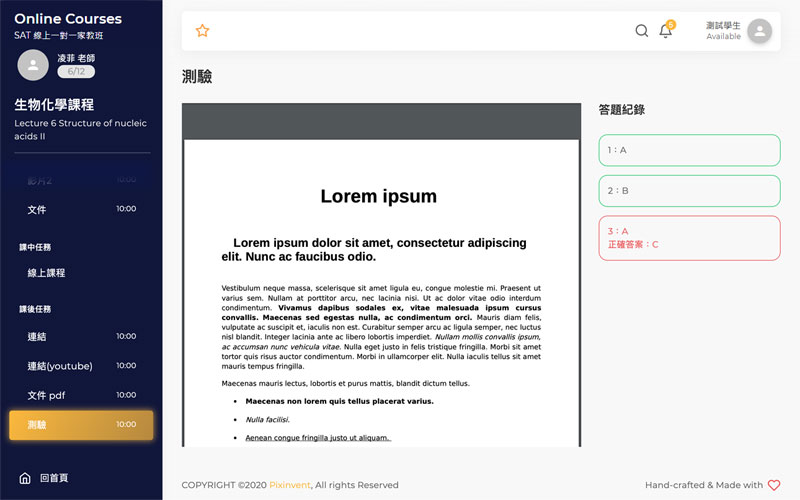 Online Courses
SAT 線上一對一家教班
凌菲 老師
6/12
生物化學課程
Lecture 6 Structure of nucleic
acids II
影片2 10:00
文件 10:00
課中任務
線上課程
課後任務
連結 10:00
連結(youtube) 10:00
文件 pdf 10:00
測驗 10:00
回首頁
5
測試學生
Available
測驗
Lorem ipsum
Lorem ipsum dolor sit amet, consectetur adipiscing
elit. Nunc ac faucibus odio.
Vestibulum neque massa, scelerisque sit amet ligula eu, congue molestie mi. Praesent ut
varius sem. Nullam at porttitor arcu, nec lacinia nisi. Ut ac dolor vitae odio interdum
condimentum. Vivamus dapibus sodales ex, vitae malesuada ipsum cursus
convallis. Maecenas sed egestas nulla, ac condimentum orci. Mauris diam felis,
vulputate ac suscipit et, iaculis non est. Curabitur semper arcu ac ligula semper, nec luctus
nisl blandit. Integer lacinia ante ac libero lobortis imperdiet. Nullam mollis convallis ipsum,
ac accumsan nunc vehicula vitae. Nulla eget justo in felis tristique fringilla. Morbi sit amet
tortor quis risus auctor condimentum. Morbi in ullamcorper elit. Nulla iaculis tellus sit amet
mauris tempus fringilla.
Maecenas mauris lectus, lobortis et purus mattis, blandit dictum tellus.
• Maecenas non lorem quis tellus placerat varius.
• Nulla facilisi.
• Aenean congue fringilla justo ut aliquam.
答題紀錄
1：A
2：B
3：A
正確答案：C
COPYRIGHT ©2020 Pixinvent, All rights Reserved
Hand-crafted & Made with